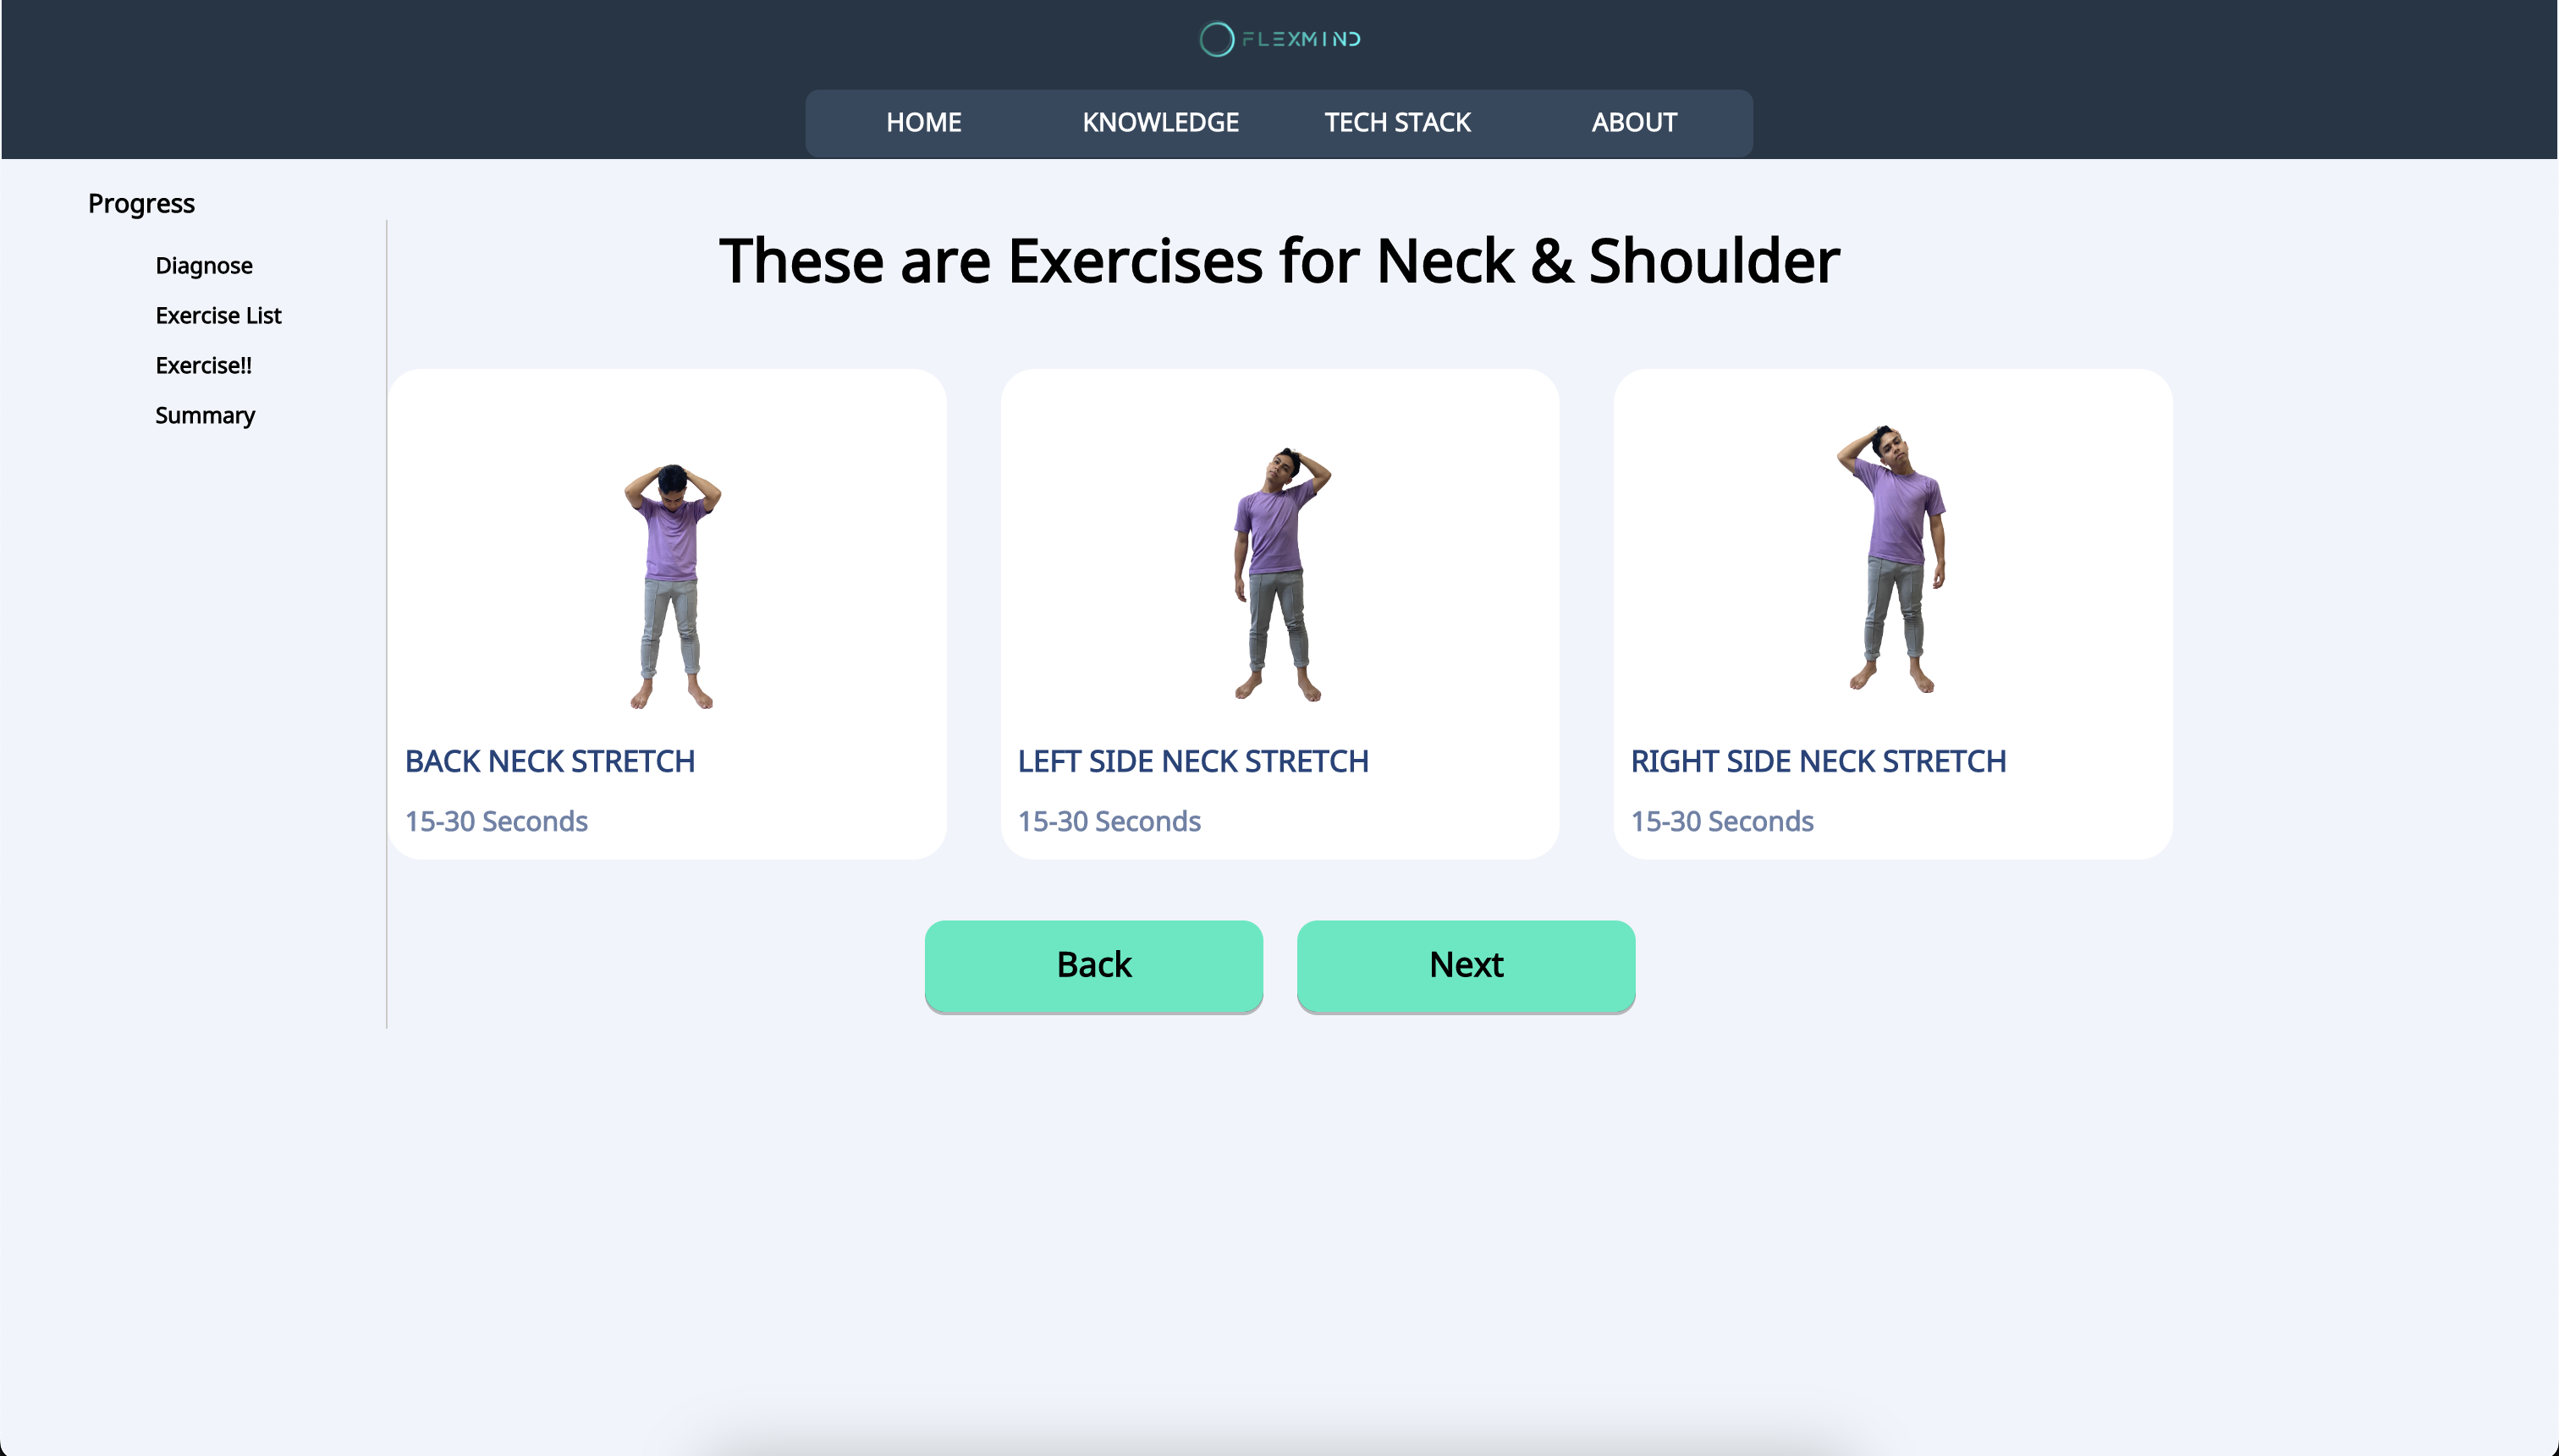 FLEXMIND
HOME KNOWLEDGE TECH STACK ABOUT
Progress
Diagnose
Exercise List
Exercise!!
Summary
These are Exercises for Neck & Shoulder
BACK NECK STRETCH
15-30 Seconds
LEFT SIDE NECK STRETCH
15-30 Seconds
RIGHT SIDE NECK STRETCH
15-30 Seconds
Back
Next